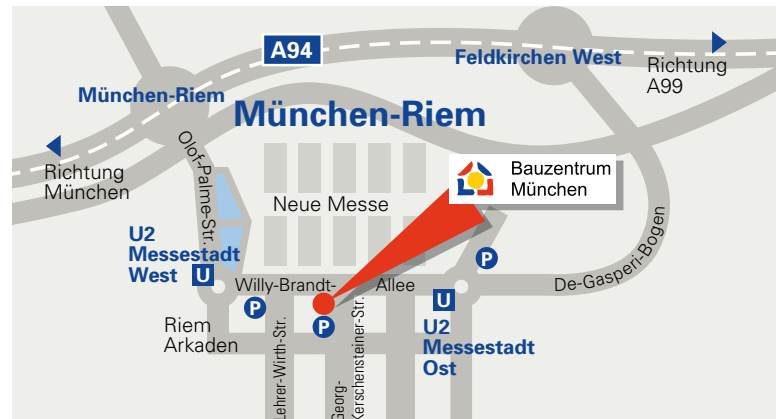 A94
Feldkirchen West
Richtung
A99
München-Riem
München-Riem
Richtung
München
Olof-Palme-Str.
Neue Messe
Bauzentrum
München
U2
Messestadt
West
U
P
De-Gasperi-Bogen
Willy-Brandt-
Allee
P
P
U
U2
Messestadt
Ost
Riem
Arkaden
Lehrer-Wirth-Str.
Georg-
Kerschensteiner-Str.